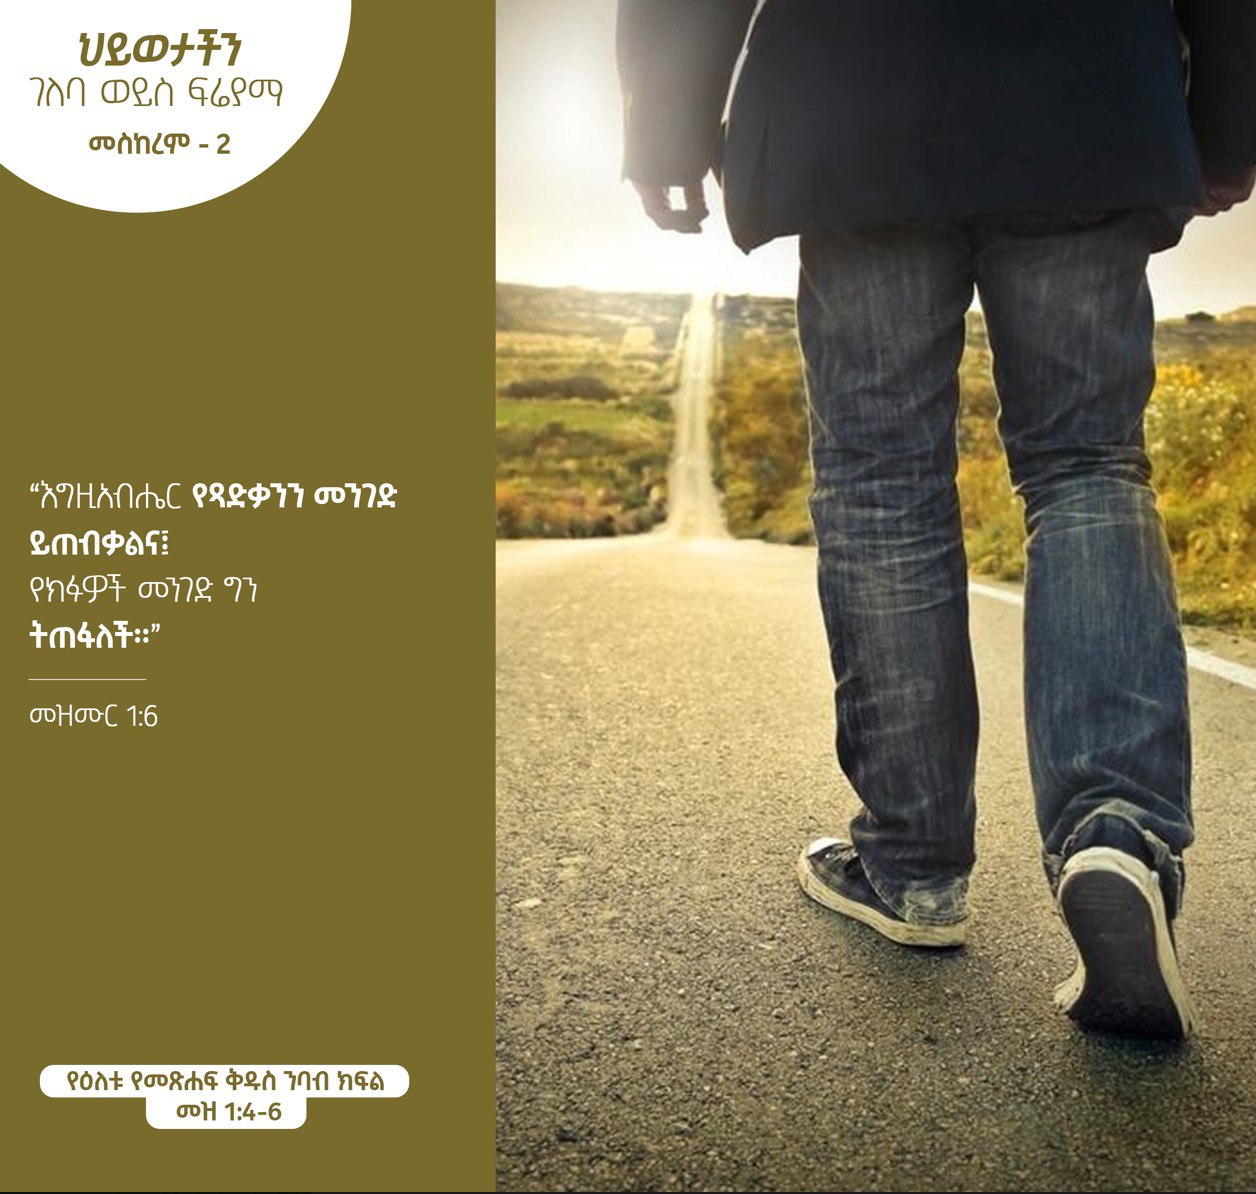 ህይወታችን
ገለባ ወይስ ፍሬያማ
መስከረም - 2
“እግዚአብሔር የጻድቃንን መንገድ
ይጠብቃልና፤
የክፉዎች መንገድ ግን
ትጠፋለች።”
መዝሙር 1:6
የዕለቱ የመጽሐፍ ቅዱስ ንባብ ክፍል
መዝ 1:4-6